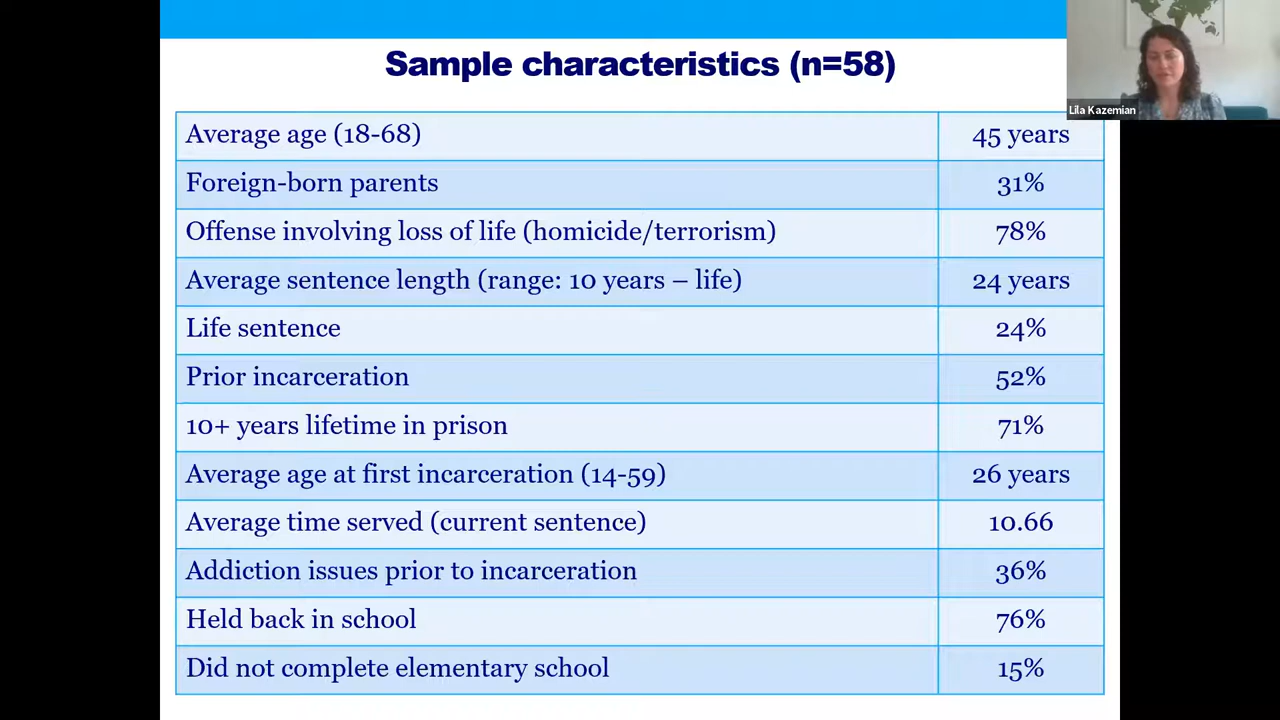 Sample characteristics (n=58)
Lila Kazemian
Average age (18-68) 45 years
Foreign-born parents 31%
Offense involving loss of life (homicide/terrorism) 78%
Average sentence length (range: 10 years – life) 24 years
Life sentence 24%
Prior incarceration 52%
10+ years lifetime in prison 71%
Average age at first incarceration (14-59) 26 years
Average time served (current sentence) 10.66
Addiction issues prior to incarceration 36%
Held back in school 76%
Did not complete elementary school 15%